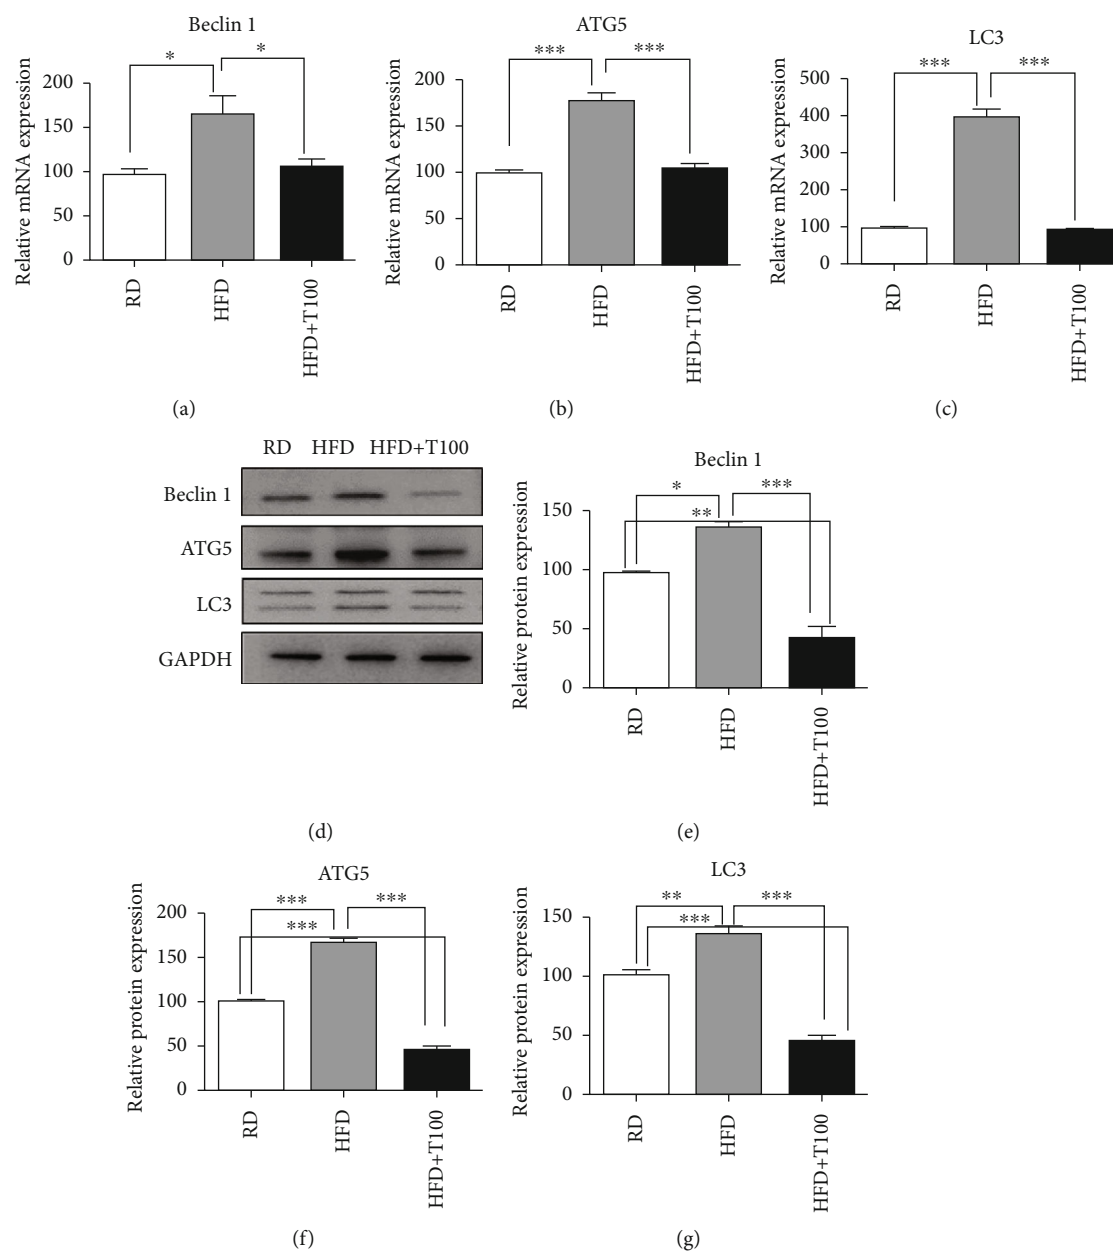 Beclin 1
* *
Relative mRNA expression
200
150
100
50
0
RD
HFD
HFD+T100
(a)
ATG5
*** ***
Relative mRNA expression
200
150
100
50
0
RD
HFD
HFD+T100
(b)
LC3
*** ***
Relative mRNA expression
500
400
300
200
100
0
RD
HFD
HFD+T100
(c)
RD HFD HFD+T100
Beclin 1
ATG5
LC3
GAPDH
(d)
Beclin 1
* ***
**
Relative protein expression
150
100
50
0
RD
HFD
HFD+T100
(e)
ATG5
*** ***
***
Relative protein expression
200
150
100
50
0
RD
HFD
HFD+T100
(f)
LC3
** ***
***
Relative protein expression
150
100
50
0
RD
HFD
HFD+T100
(g)